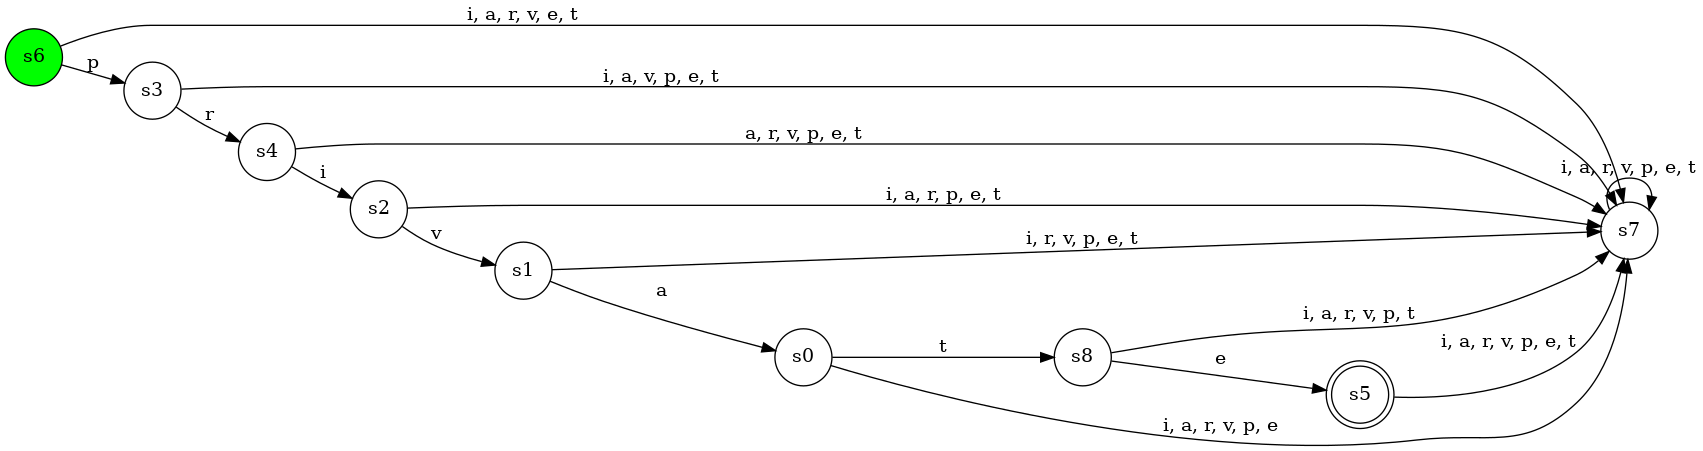 i, a, r, v, e, t
s6
p
s3
i, a, v, p, e, t
r
s4
a, r, v, p, e, t
i
s2
i, a, r, p, e, t
i, a, r, v, p, e, t
s7
v
s1
i, r, v, p, e, t
a
s0
t
s8
i, a, r, v, p, t
e
s5
i, a, r, v, p, e, t
i, a, r, v, p, e